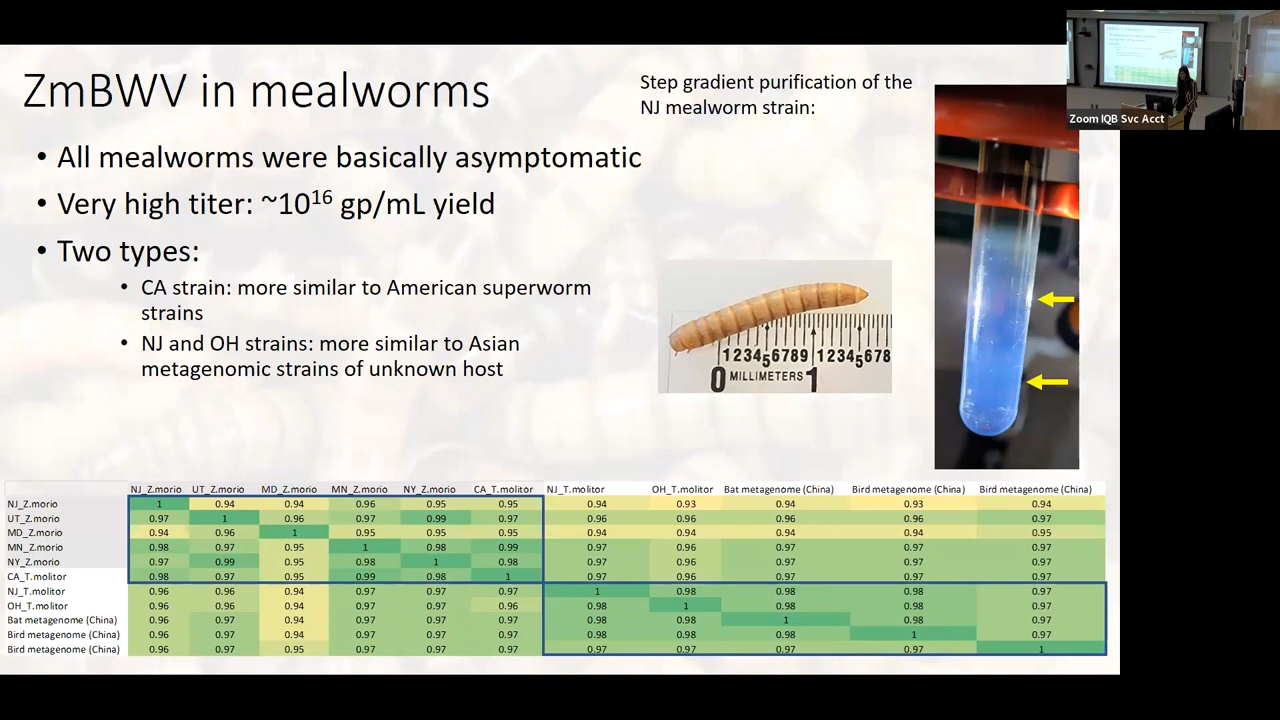 ZmBWV in mealworms
• All mealworms were basically asymptomatic
• Very high titer: ~10¹⁶ gp/mL yield
• Two types:
• CA strain: more similar to American superworm
strains
• NJ and OH strains: more similar to Asian
metagenomic strains of unknown host
Step gradient purification of the
NJ mealworm strain:
Zoom IQB Svc Acct
1 2 3 4 5 6 7 8 9 1 2 3 4 5 6 7 8
0 MILLIMETERS 1
NJ_Z.morio UT_Z.morio MD_Z.morio MN_Z.morio NY_Z.morio CA_T.molitor NJ_T.molitor OH_T.molitor Bat metagenome (China) Bird metagenome (China) Bird metagenome (China)
NJ_Z.morio 1 0.94 0.94 0.96 0.95 0.95 0.94 0.93 0.94 0.93 0.94
UT_Z.morio 0.97 1 0.96 0.97 0.99 0.97 0.96 0.96 0.96 0.96 0.97
MD_Z.morio 0.94 0.96 1 0.95 0.95 0.95 0.94 0.94 0.94 0.94 0.95
MN_Z.morio 0.98 0.97 0.95 1 0.98 0.99 0.97 0.96 0.97 0.97 0.97
NY_Z.morio 0.97 0.99 0.95 0.98 1 0.98 0.97 0.96 0.97 0.97 0.97
CA_T.molitor 0.98 0.97 0.95 0.99 0.98 1 0.97 0.96 0.97 0.97 0.97
NJ_T.molitor 0.96 0.96 0.94 0.97 0.97 0.97 1 0.98 0.98 0.98 0.97
OH_T.molitor 0.96 0.96 0.94 0.97 0.97 0.96 0.98 1 0.98 0.98 0.97
Bat metagenome (China) 0.96 0.97 0.94 0.97 0.97 0.97 0.98 0.98 1 0.98 0.97
Bird metagenome (China) 0.96 0.97 0.94 0.97 0.97 0.97 0.98 0.98 0.98 1 0.97
Bird metagenome (China) 0.96 0.97 0.95 0.97 0.97 0.97 0.97 0.97 0.97 0.97 1